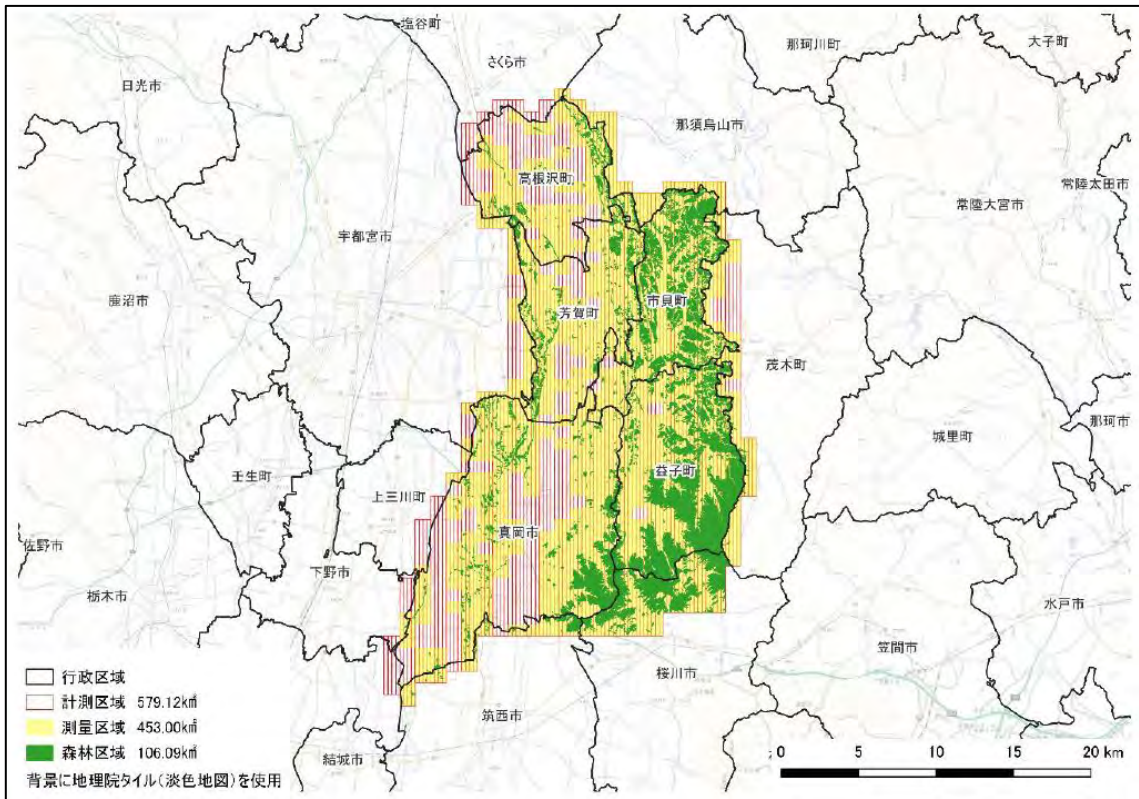 塩谷町
那珂川町
大子町
さくら市
日光市
那須烏山市
高根沢町
常陸太田市
常陸大宮市
宇都宮市
鹿沼市
芳賀町
市貝町
茂木町
那珂市
城里町
壬生町
益子町
上三川町
真岡市
佐野市
下野市
栃木市
水戸市
笠間市
桜川市
筑西市
結城市
行政区域
計測区域 579.12k㎡
測量区域 453.00k㎡
森林区域 106.09k㎡
背景に地理院タイル(淡色地図)を使用
0 5 10 15 20 km